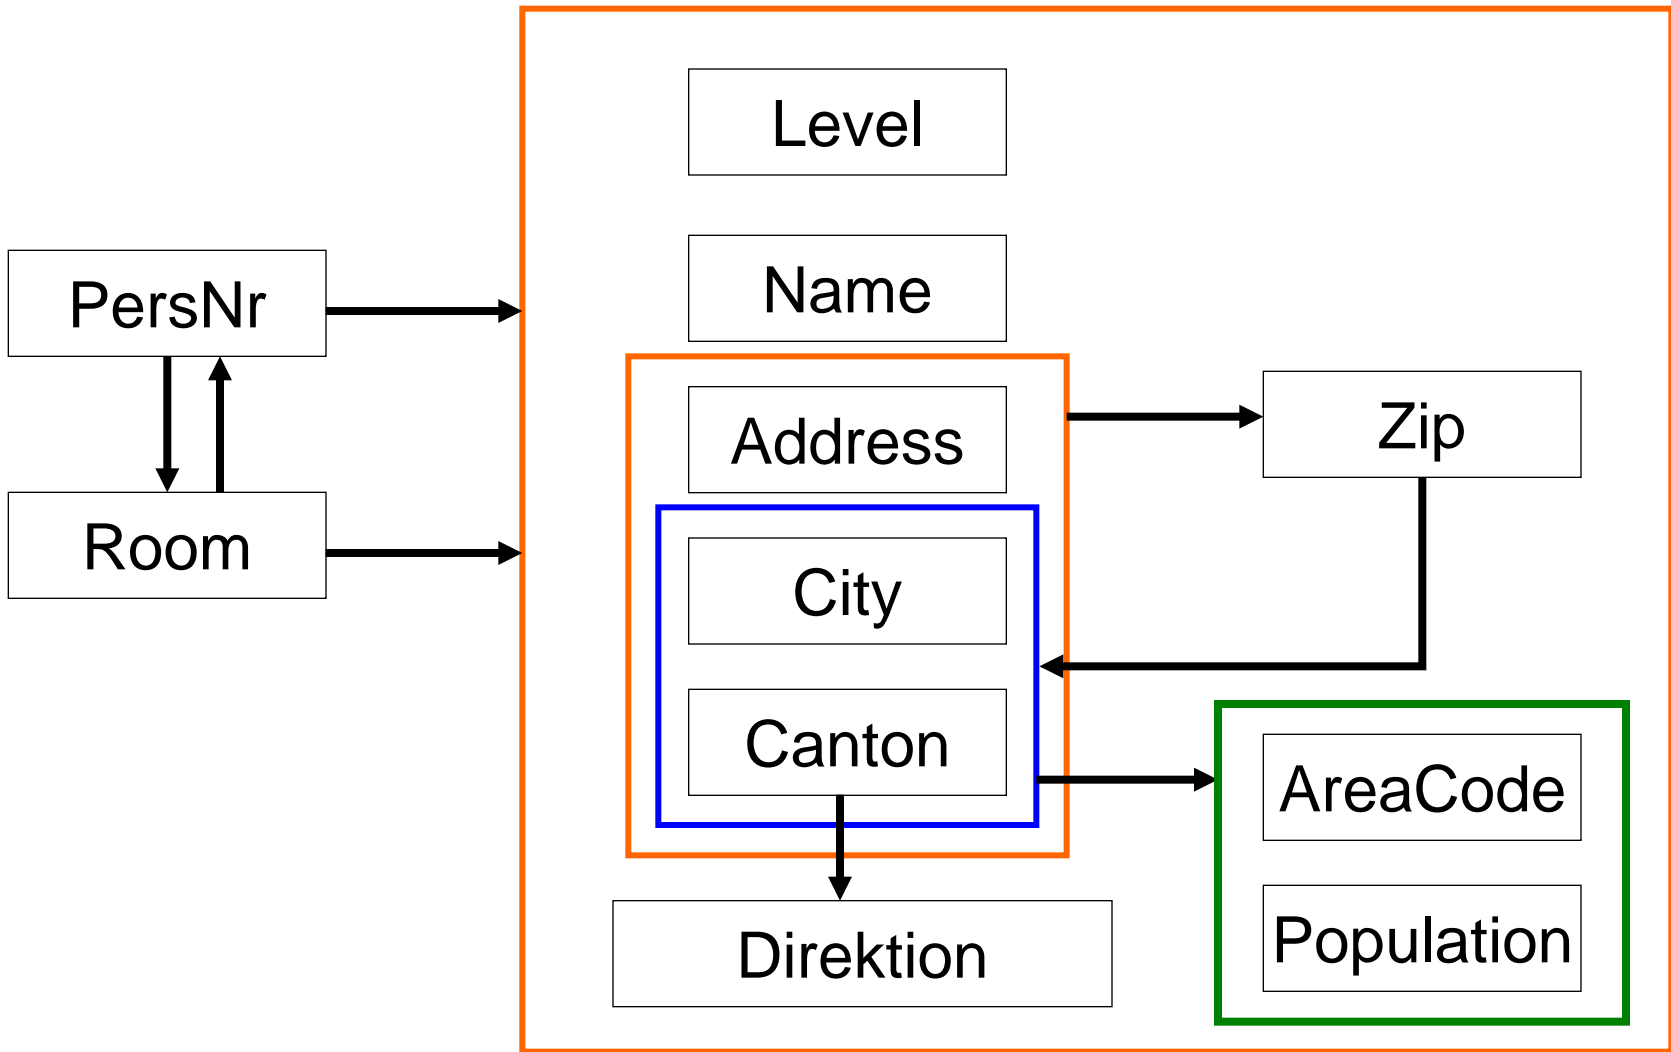 Level
Name
PersNr
Address
Zip
Room
City
Canton
AreaCode
Population
Direktion